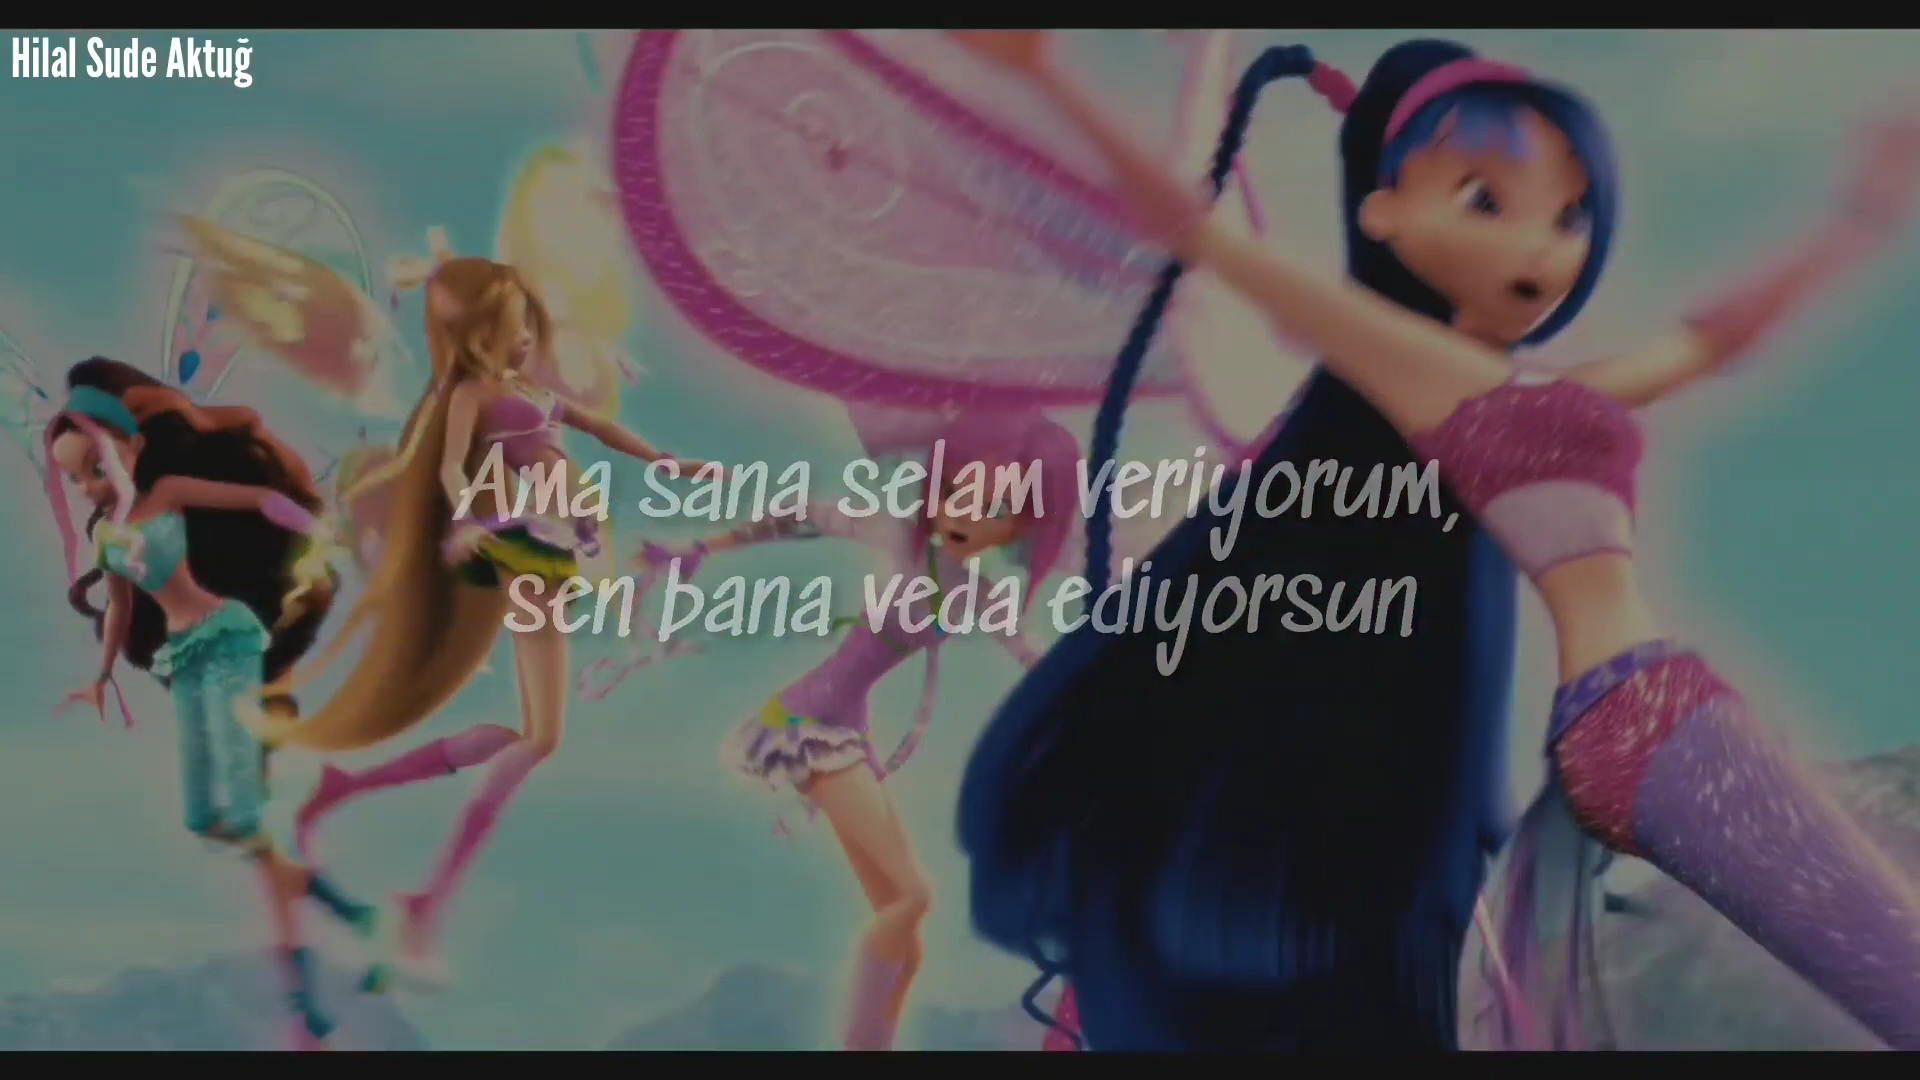 Hilal Sude Aktuğ
Ama sana selam veriyorum,
sen bana veda ediyorsun